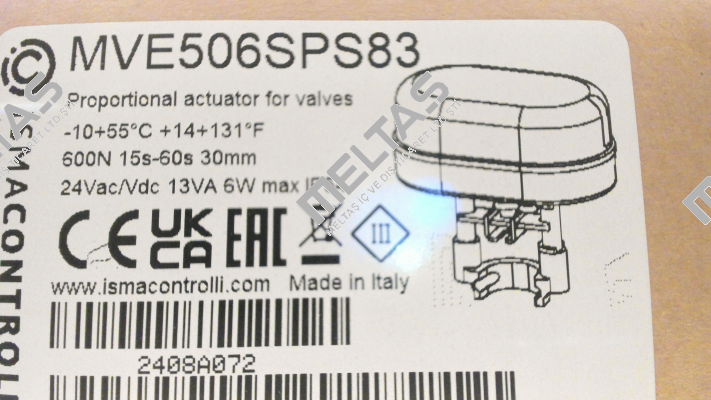 MVE506SPS83
Proportional actuator for valves
-10+55°C +14+131°F
600N 15s-60s 30mm
24Vac/Vdc 13VA 6W max
CE UK CA EAC III
www.ismacontrolli.com Made in Italy
2408A072
ISMACONTROLLI
MELTAS